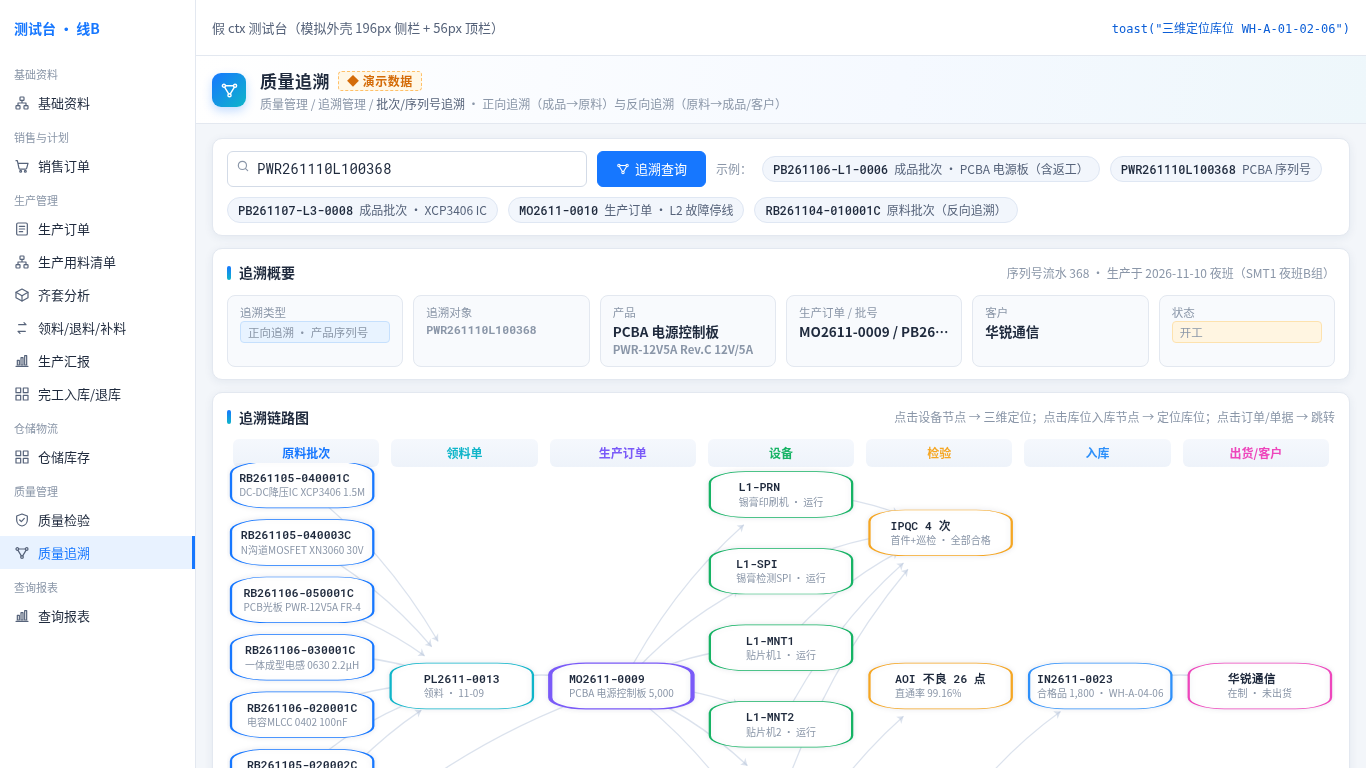 测试台 · 线B
假 ctx 测试台（模拟外壳 196px 侧栏 + 56px 顶栏）
toast("三维定位库位 WH-A-01-02-06")
基础资料
基础资料
销售与计划
销售订单
生产管理
生产订单
生产用料清单
齐套分析
领料/退料/补料
生产汇报
完工入库/退库
仓储物流
仓储库存
质量管理
质量检验
质量追溯
查询报表
查询报表
质量追溯
◆ 演示数据
质量管理 / 追溯管理 / 批次/序列号追溯 · 正向追溯（成品→原料）与反向追溯（原料→成品/客户）
PWR261110L100368
追溯查询
示例：
PB261106-L1-0006 成品批次 · PCBA 电源板（含返工）
PWR261110L100368 PCBA 序列号
PB261107-L3-0008 成品批次 · XCP3406 IC
MO2611-0010 生产订单 · L2 故障停线
RB261104-010001C 原料批次（反向追溯）
追溯概要
序列号流水 368 · 生产于 2026-11-10 夜班（SMT1 夜班B组）
追溯类型
正向追溯 · 产品序列号
追溯对象
PWR261110L100368
产品
PCBA 电源控制板
PWR-12V5A Rev.C 12V/5A
生产订单 / 批号
MO2611-0009 / PB26···
客户
华锐通信
状态
开工
追溯链路图
点击设备节点 → 三维定位；点击库位入库节点 → 定位库位；点击订单/单据 → 跳转
原料批次
领料单
生产订单
设备
检验
入库
出货/客户
RB261105-040001C
DC-DC降压IC XCP3406 1.5M
RB261105-040003C
N沟道MOSFET XN3060 30V
RB261106-050001C
PCB光板 PWR-12V5A FR-4
RB261106-030001C
一体成型电感 0630 2.2μH
RB261106-020001C
电容MLCC 0402 100nF
RB261105-020002C
PL2611-0013
领料 · 11-09
MO2611-0009
PCBA 电源控制板 5,000
L1-PRN
锡膏印刷机 · 运行
L1-SPI
锡膏检测SPI · 运行
L1-MNT1
贴片机1 · 运行
L1-MNT2
贴片机2 · 运行
IPQC 4 次
首件+巡检 · 全部合格
AOI 不良 26 点
直通率 99.16%
IN2611-0023
合格品 1,800 · WH-A-04-06
华锐通信
在制 · 未出货